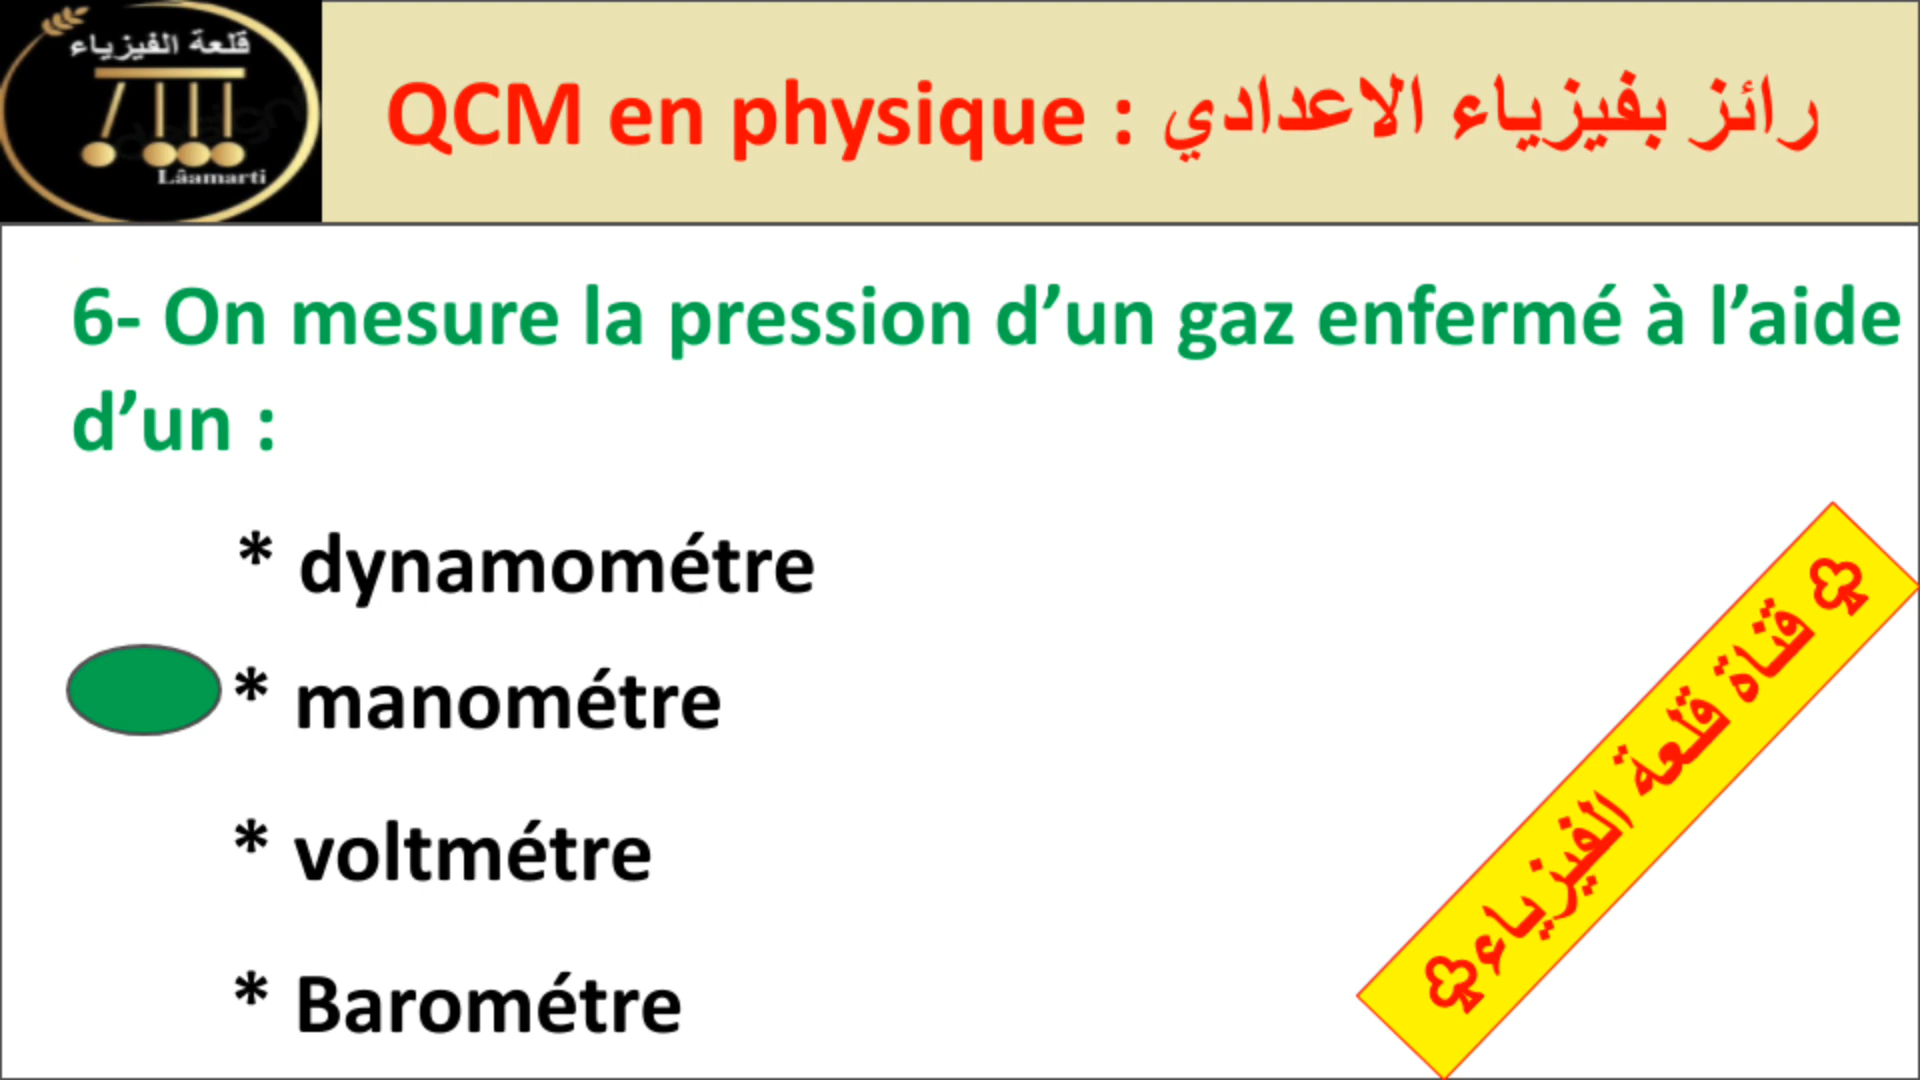 قلعة الفيزياء
Lâamarti
QCM en physique : رائز بفيزياء الاعدادي
6- On mesure la pression d’un gaz enfermé à l’aide
d’un :
* dynamométre
* manométre
* voltmétre
* Barométre
قناة قلعة الفيزياء